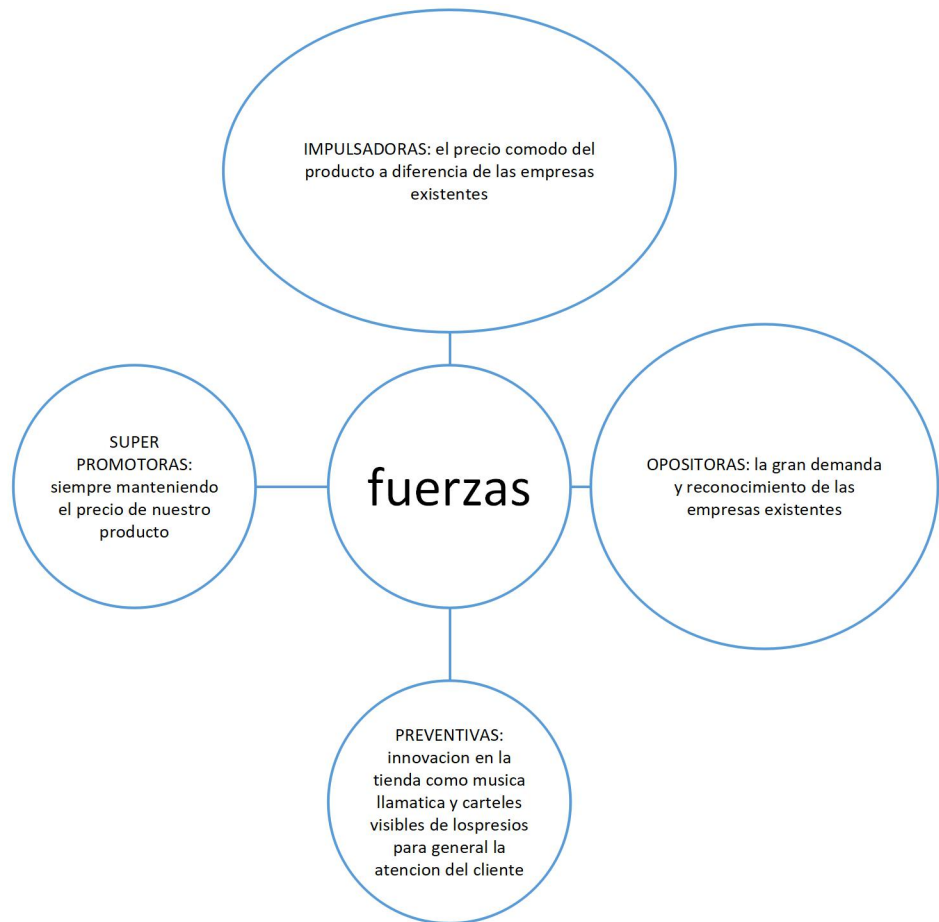 IMPULSADORAS: el precio comodo del
producto a diferencia de las empresas
existentes
SUPER
PROMOTORAS:
siempre manteniendo
el precio de nuestro
producto
fuerzas
OPOSITORAS: la gran demanda
y reconocimiento de las
empresas existentes
PREVENTIVAS:
innovacion en la
tienda como musica
llamatica y carteles
visibles de lospresios
para general la
atencion del cliente